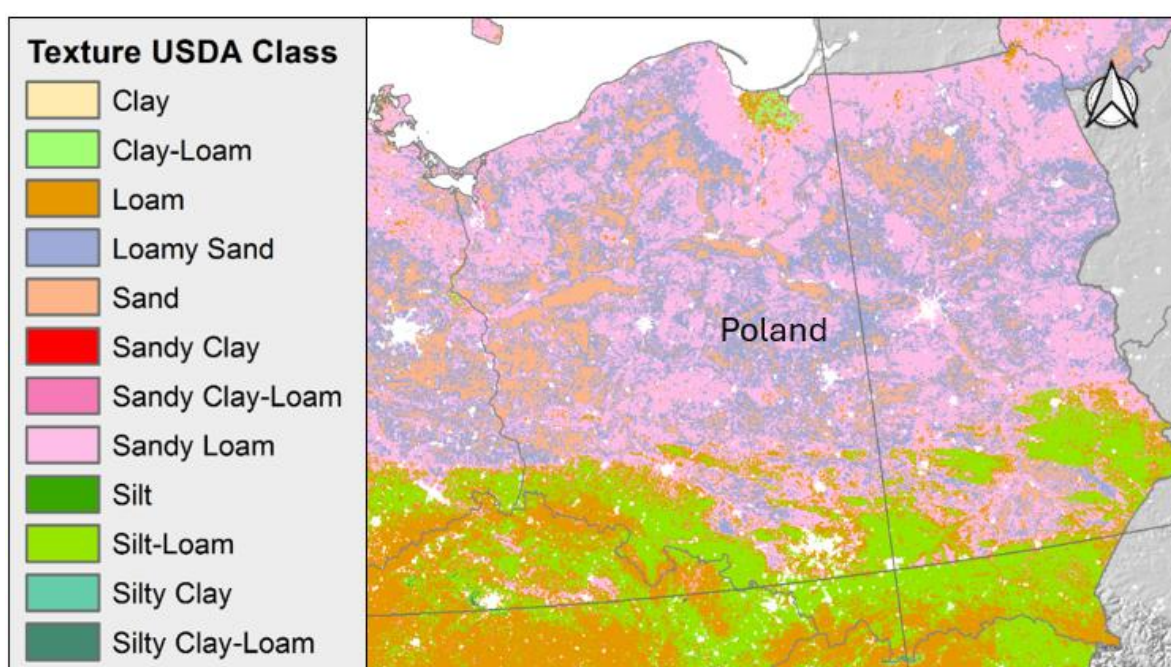 Texture USDA Class
Clay
Clay-Loam
Loam
Loamy Sand
Sand
Sandy Clay
Sandy Clay-Loam
Sandy Loam
Silt
Silt-Loam
Silty Clay
Silty Clay-Loam
Poland